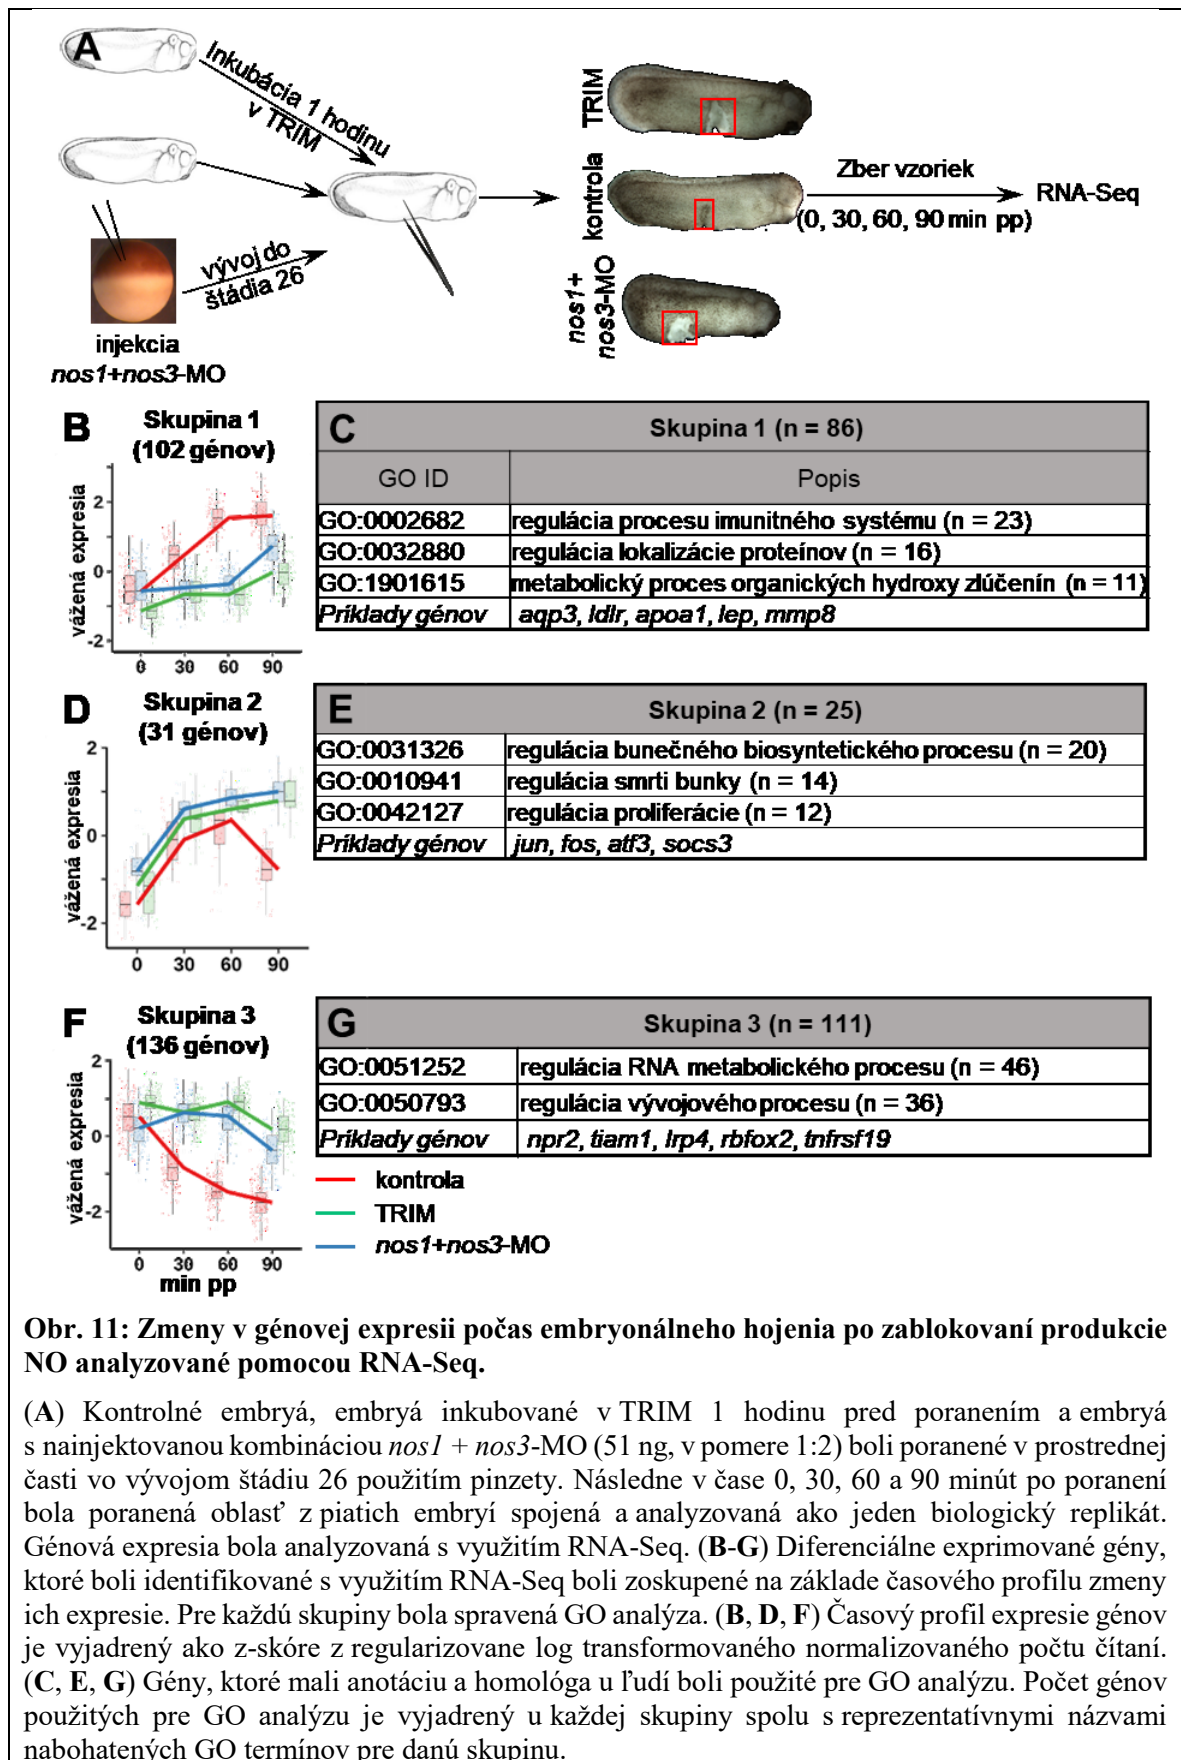 A
Inkubácia 1 hodinu
v TRIM
vývoj do
štádia 26
injekcia
nos1+nos3-MO
TRIM
kontrola
nos1+
nos3-MO
Zber vzoriek
(0, 30, 60, 90 min pp)
RNA-Seq
B
Skupina 1
(102 génov)
vážená expresia
2
0
-2
0 30 60 90
C
Skupina 1 (n = 86)
GO ID Popis
GO:0002682 regulácia procesu imunitného systému (n = 23)
GO:0032880 regulácia lokalizácie proteínov (n = 16)
GO:1901615 metabolický proces organických hydroxy zlúčenín (n = 11)
Príklady génov aqp3, ldlr, apoa1, lep, mmp8
D
Skupina 2
(31 génov)
vážená expresia
2
0
-2
0 30 60 90
E
Skupina 2 (n = 25)
GO:0031326 regulácia bunečného biosyntetického procesu (n = 20)
GO:0010941 regulácia smrti bunky (n = 14)
GO:0042127 regulácia proliferácie (n = 12)
Príklady génov jun, fos, atf3, socs3
F
Skupina 3
(136 génov)
vážená expresia
2
0
-2
0 30 60 90
min pp
G
Skupina 3 (n = 111)
GO:0051252 regulácia RNA metabolického procesu (n = 46)
GO:0050793 regulácia vývojového procesu (n = 36)
Príklady génov npr2, tiam1, lrp4, rbfox2, tnfrsf19
kontrola
TRIM
nos1+nos3-MO
Obr. 11: Zmeny v génovej expresii počas embryonálneho hojenia po zablokovaní produkcie
NO analyzované pomocou RNA-Seq.
(A) Kontrolné embryá, embryá inkubované v TRIM 1 hodinu pred poranením a embryá
s nainjektovanou kombináciou nos1 + nos3-MO (51 ng, v pomere 1:2) boli poranené v prostrednej
časti vo vývojom štádiu 26 použitím pinzety. Následne v čase 0, 30, 60 a 90 minút po poranení
bola poranená oblasť z piatich embryí spojená a analyzovaná ako jeden biologický replikát.
Génová expresia bola analyzovaná s využitím RNA-Seq. (B-G) Diferenciálne exprimované gény,
ktoré boli identifikované s využitím RNA-Seq boli zoskupené na základe časového profilu zmeny
ich expresie. Pre každú skupiny bola spravená GO analýza. (B, D, F) Časový profil expresie génov
je vyjadrený ako z-skóre z regularizovane log transformovaného normalizovaného počtu čítaní.
(C, E, G) Gény, ktoré mali anotáciu a homológa u ľudí boli použité pre GO analýzu. Počet génov
použitých pre GO analýzu je vyjadrený u každej skupiny spolu s reprezentatívnymi názvami
nabohatených GO termínov pre danú skupinu.